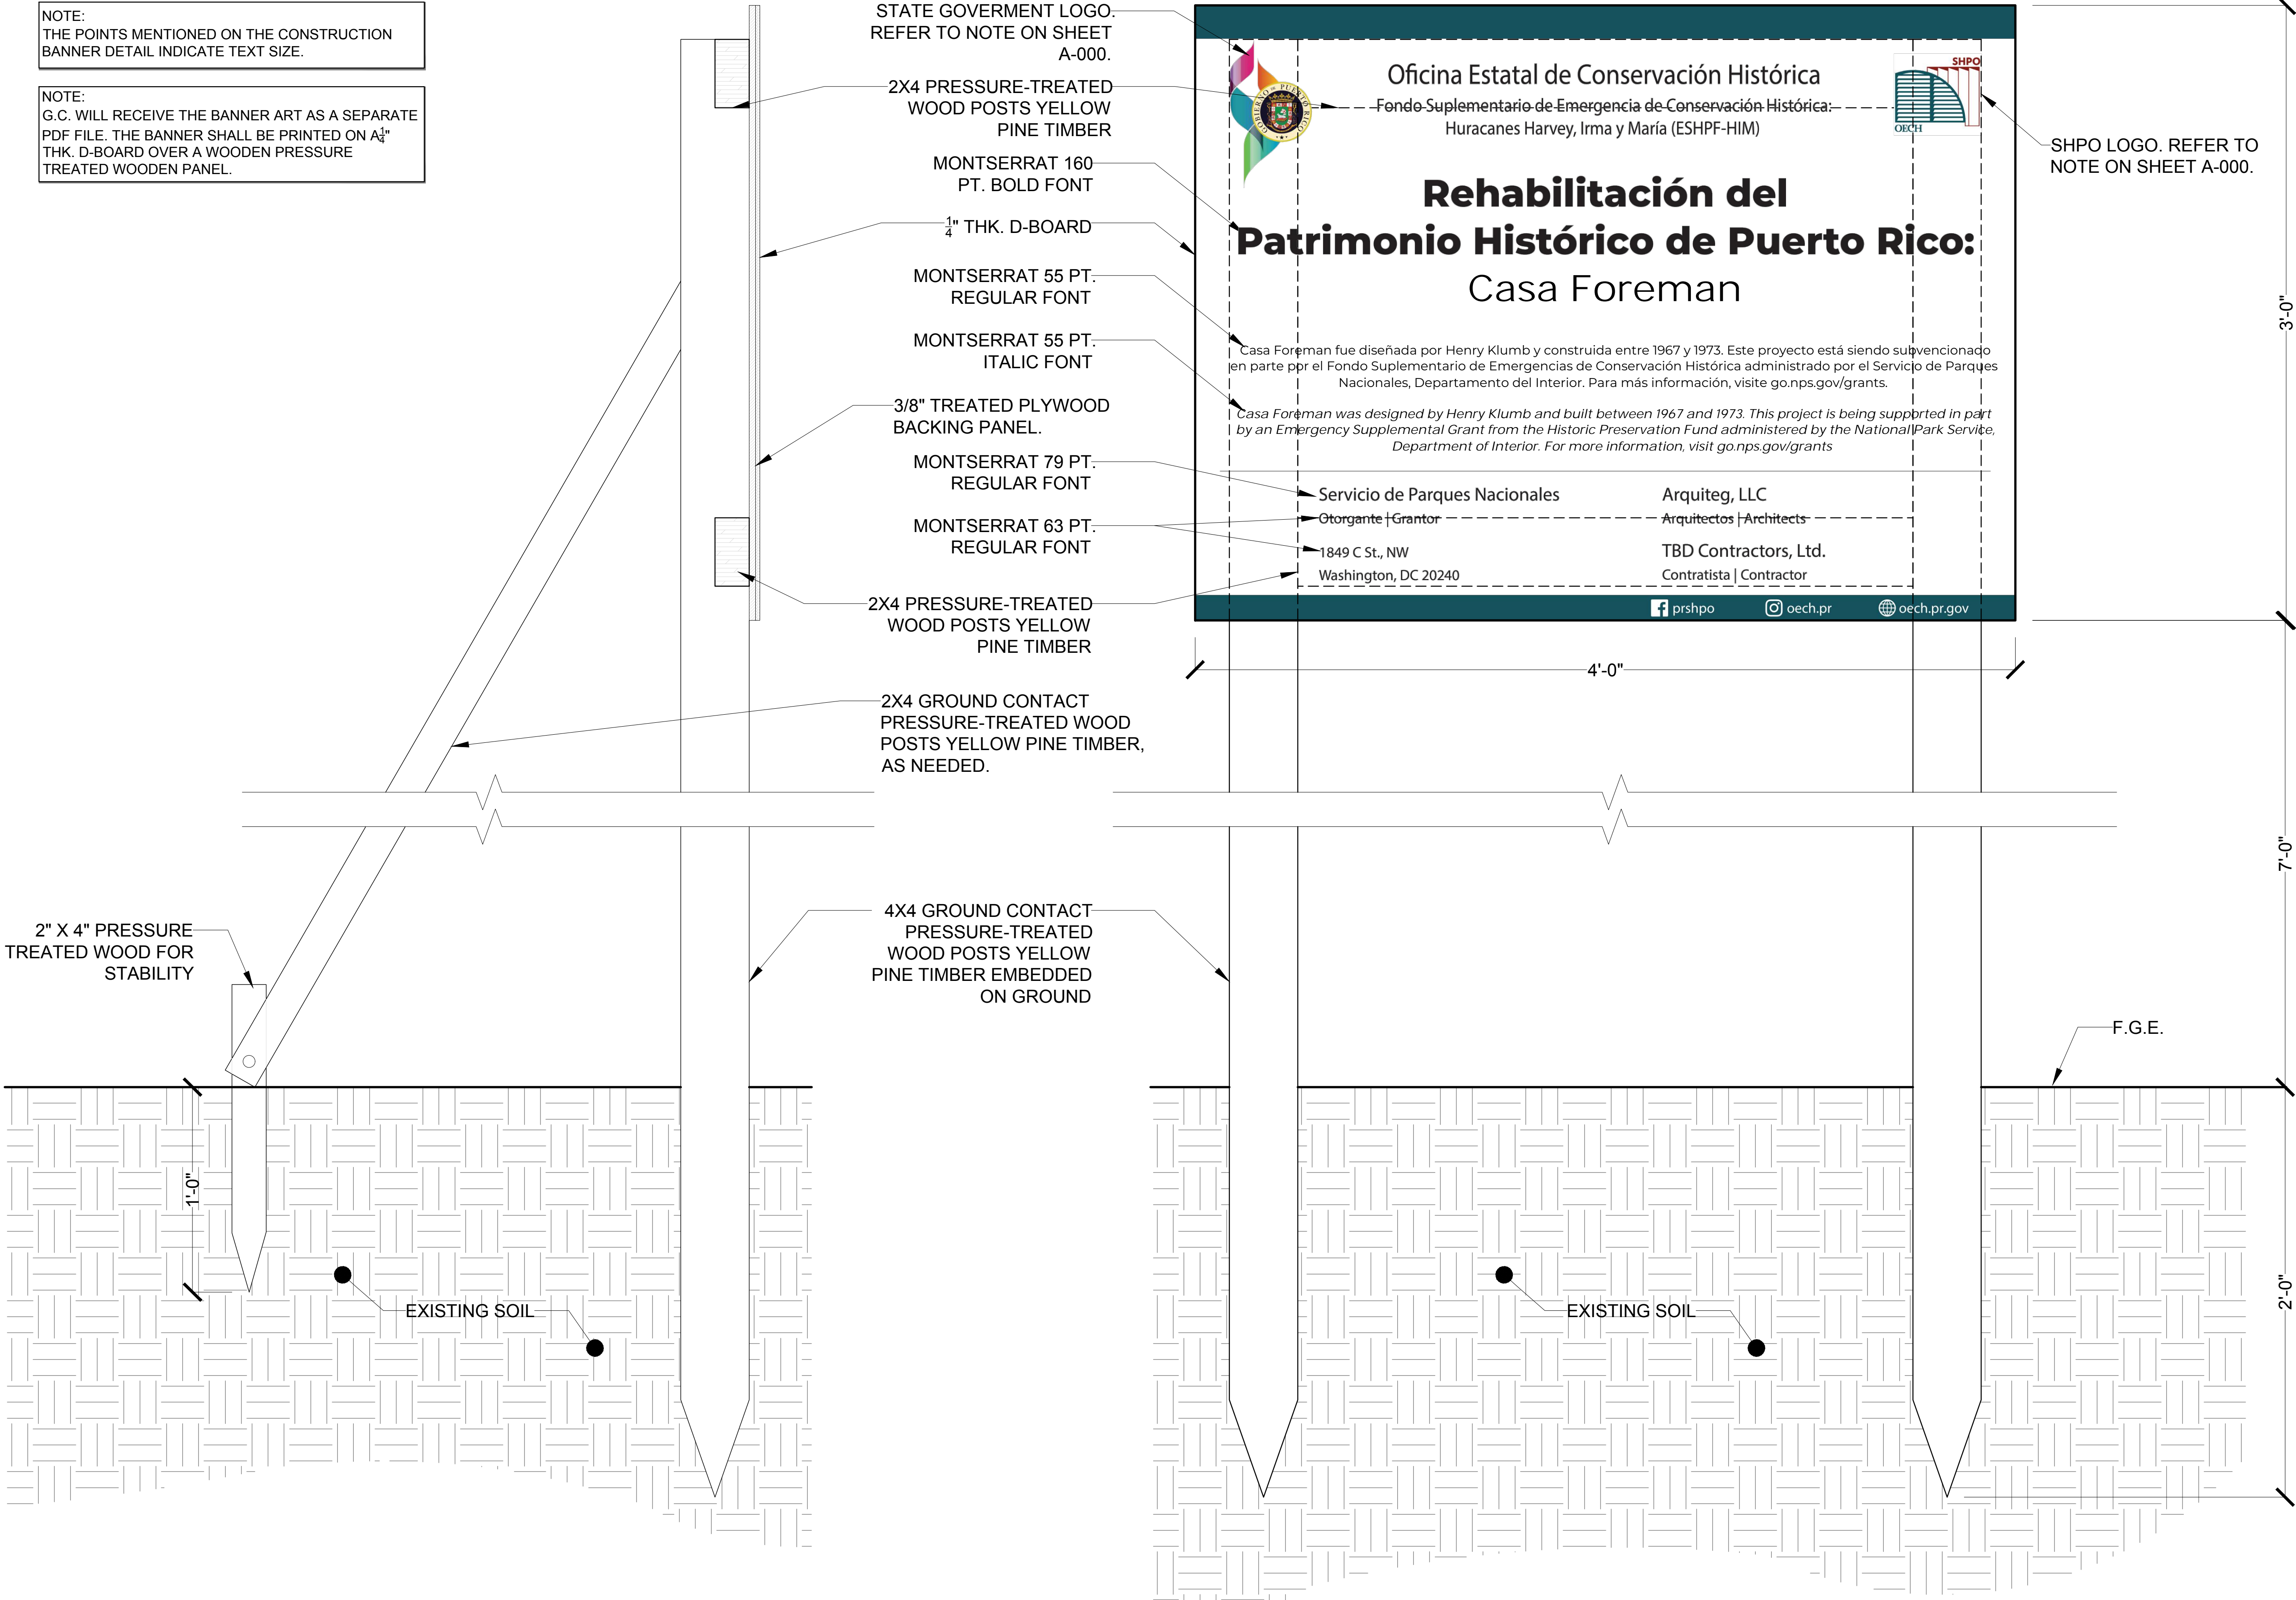 NOTE:
THE POINTS MENTIONED ON THE CONSTRUCTION
BANNER DETAIL INDICATE TEXT SIZE.
NOTE:
G.C. WILL RECEIVE THE BANNER ART AS A SEPARATE
PDF FILE. THE BANNER SHALL BE PRINTED ON A 1/4"
THK. D-BOARD OVER A WOODEN PRESSURE
TREATED WOODEN PANEL.
2" X 4" PRESSURE
TREATED WOOD FOR
STABILITY
1'-0"
EXISTING SOIL
STATE GOVERMENT LOGO.
REFER TO NOTE ON SHEET
A-000.
2X4 PRESSURE-TREATED
WOOD POSTS YELLOW
PINE TIMBER
MONTSERRAT 160
PT. BOLD FONT
1/4" THK. D-BOARD
MONTSERRAT 55 PT.
REGULAR FONT
MONTSERRAT 55 PT.
ITALIC FONT
3/8" TREATED PLYWOOD
BACKING PANEL.
MONTSERRAT 79 PT.
REGULAR FONT
MONTSERRAT 63 PT.
REGULAR FONT
2X4 PRESSURE-TREATED
WOOD POSTS YELLOW
PINE TIMBER
2X4 GROUND CONTACT
PRESSURE-TREATED WOOD
POSTS YELLOW PINE TIMBER,
AS NEEDED.
4X4 GROUND CONTACT
PRESSURE-TREATED
WOOD POSTS YELLOW
PINE TIMBER EMBEDDED
ON GROUND
GOBIERNO DE PUERTO RICO
Oficina Estatal de Conservación Histórica
Fondo Suplementario de Emergencia de Conservación Histórica:
Huracanes Harvey, Irma y María (ESHPF-HIM)
SHPO
OECH
Rehabilitación del
Patrimonio Histórico de Puerto Rico:
Casa Foreman
Casa Foreman fue diseñada por Henry Klumb y construida entre 1967 y 1973. Este proyecto está siendo subvencionado
en parte por el Fondo Suplementario de Emergencias de Conservación Histórica administrado por el Servicio de Parques
Nacionales, Departamento del Interior. Para más información, visite go.nps.gov/grants.
Casa Foreman was designed by Henry Klumb and built between 1967 and 1973. This project is being supported in part
by an Emergency Supplemental Grant from the Historic Preservation Fund administered by the National Park Service,
Department of Interior. For more information, visit go.nps.gov/grants
Servicio de Parques Nacionales
Otorgante | Grantor
1849 C St., NW
Washington, DC 20240
Arquiteg, LLC
Arquitectos | Architects
TBD Contractors, Ltd.
Contratista | Contractor
prshpo oech.pr oech.pr.gov
SHPO LOGO. REFER TO
NOTE ON SHEET A-000.
4'-0"
3'-0"
7'-0"
F.G.E.
EXISTING SOIL
2'-0"